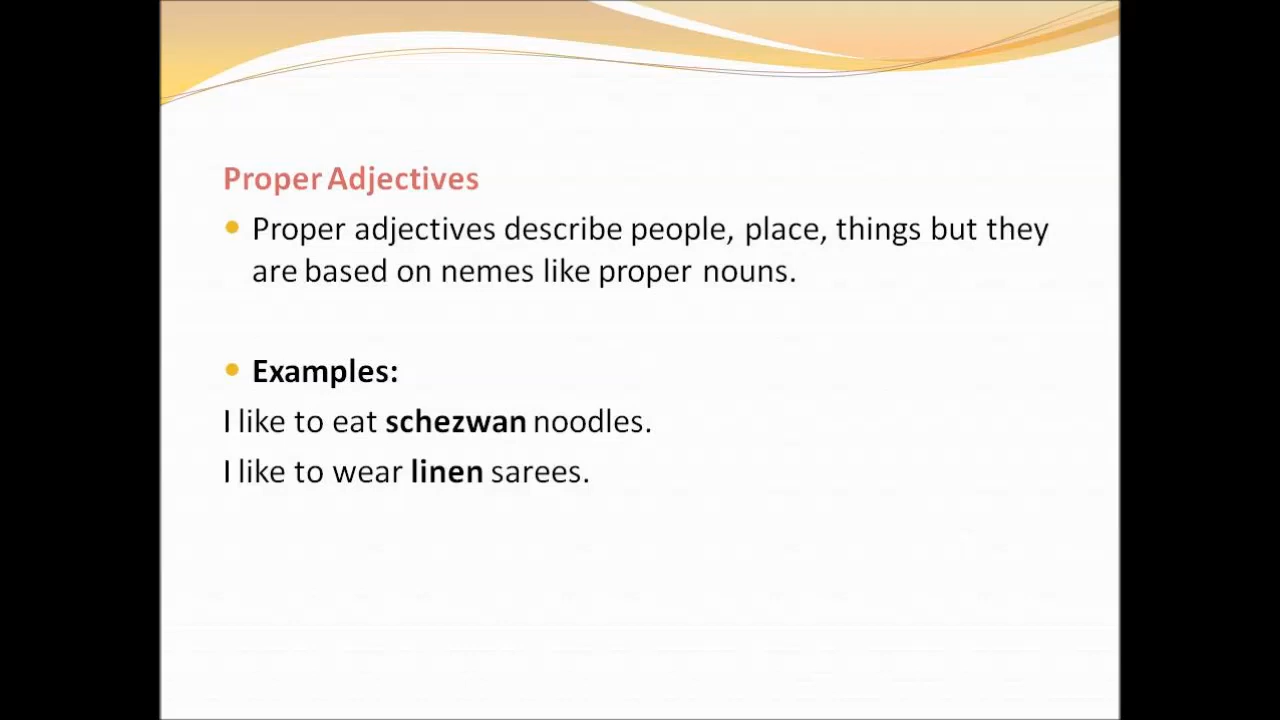 Proper Adjectives
• Proper adjectives describe people, place, things but they
are based on nemes like proper nouns.
• Examples:
I like to eat schezwan noodles.
I like to wear linen sarees.